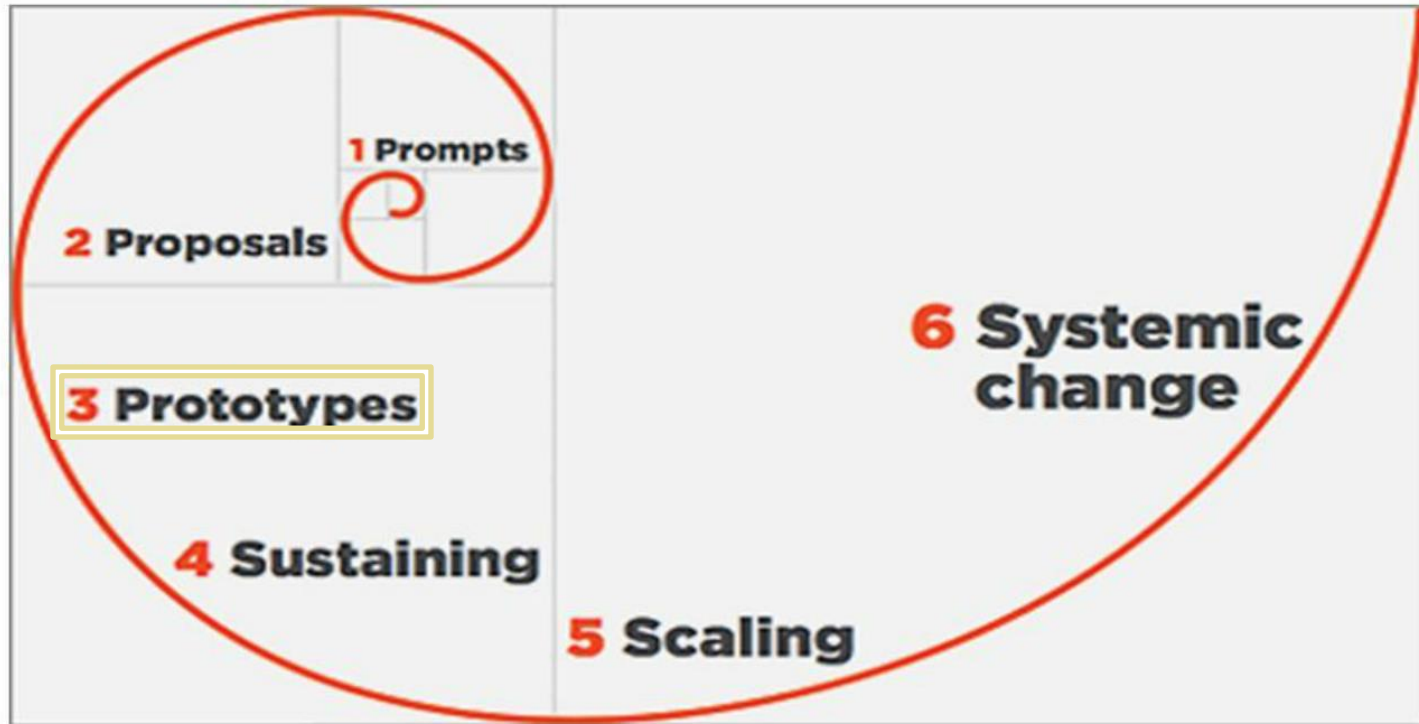 1 Prompts
2 Proposals
3 Prototypes
4 Sustaining
5 Scaling
6 Systemic
change